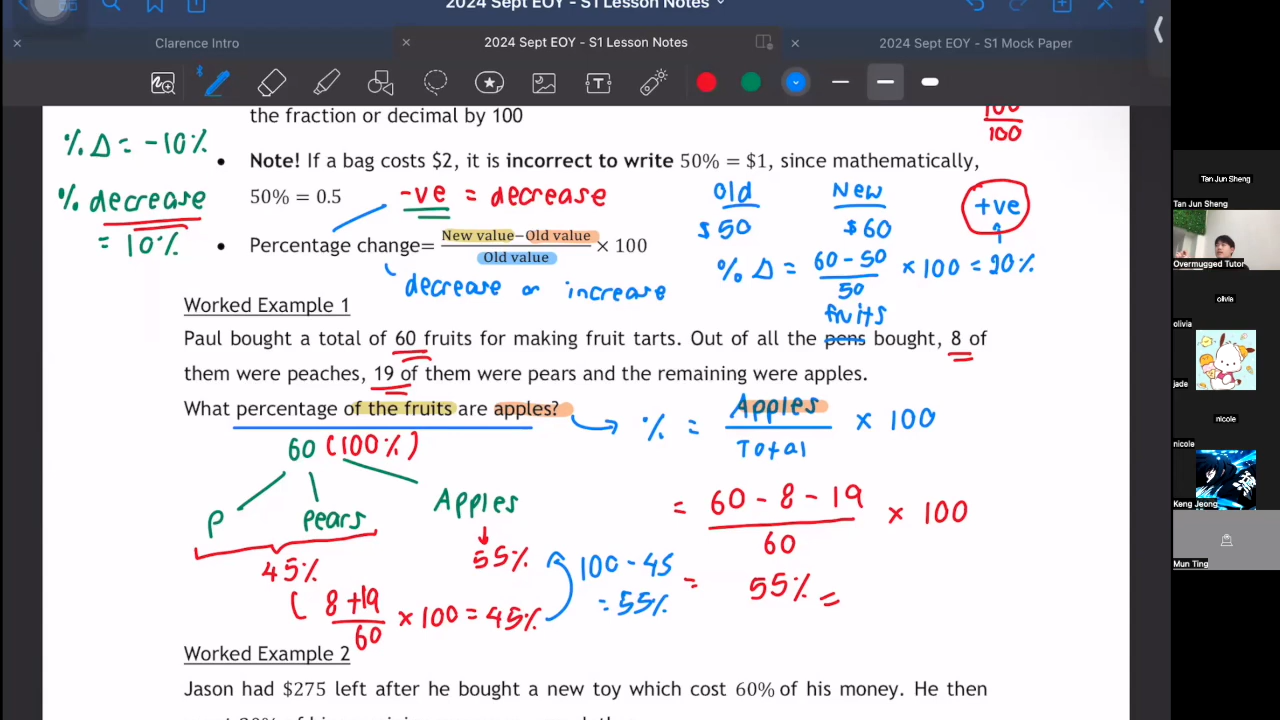 2024 Sept EOY - S1 Lesson Notes
Clarence Intro
2024 Sept EOY - S1 Lesson Notes
2024 Sept EOY - S1 Mock Paper
the fraction or decimal by 100
100
100
% Δ = -10%
• Note! If a bag costs $2, it is incorrect to write 50% = $1, since mathematically,
50% = 0.5
% decrease
= 10%
-ve = decrease
Old New
$50 $60
+ve
• Percentage change= New value−Old value / Old value × 100
decrease or increase
% Δ = 60 - 50 / 50 × 100 = 20%
Worked Example 1
fruits
Paul bought a total of 60 fruits for making fruit tarts. Out of all the pens bought, 8 of
them were peaches, 19 of them were pears and the remaining were apples.
What percentage of the fruits are apples?
% = Apples / Total × 100
60 (100%)
P Pears Apples
= 60 - 8 - 19 / 60 × 100
45% 55%
100 - 45
= 55%
= 55%
( 8 + 19 / 60 × 100 = 45%
Worked Example 2
Jason had $275 left after he bought a new toy which cost 60% of his money. He then
Tan Jun Sheng
Tan Jun Sheng
Overmugged Tutor
olivia
olivia
jade
nicole
nicole
Keng Jeong
Mun Ting